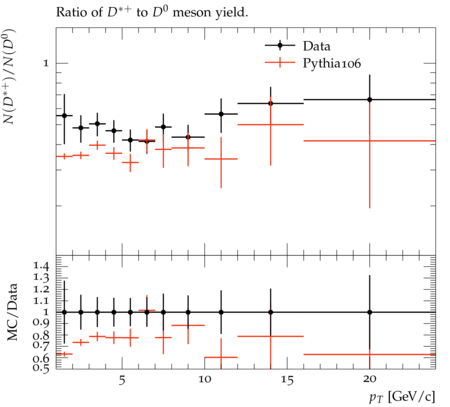 Ratio of D*+ to D0 meson yield.
N(D*+)/N(D0)
1
Data
Pythia106
MC/Data
1.4
1.3
1.2
1.1
1
0.9
0.8
0.7
0.6
0.5
5
10
15
20
pT [GeV/c]